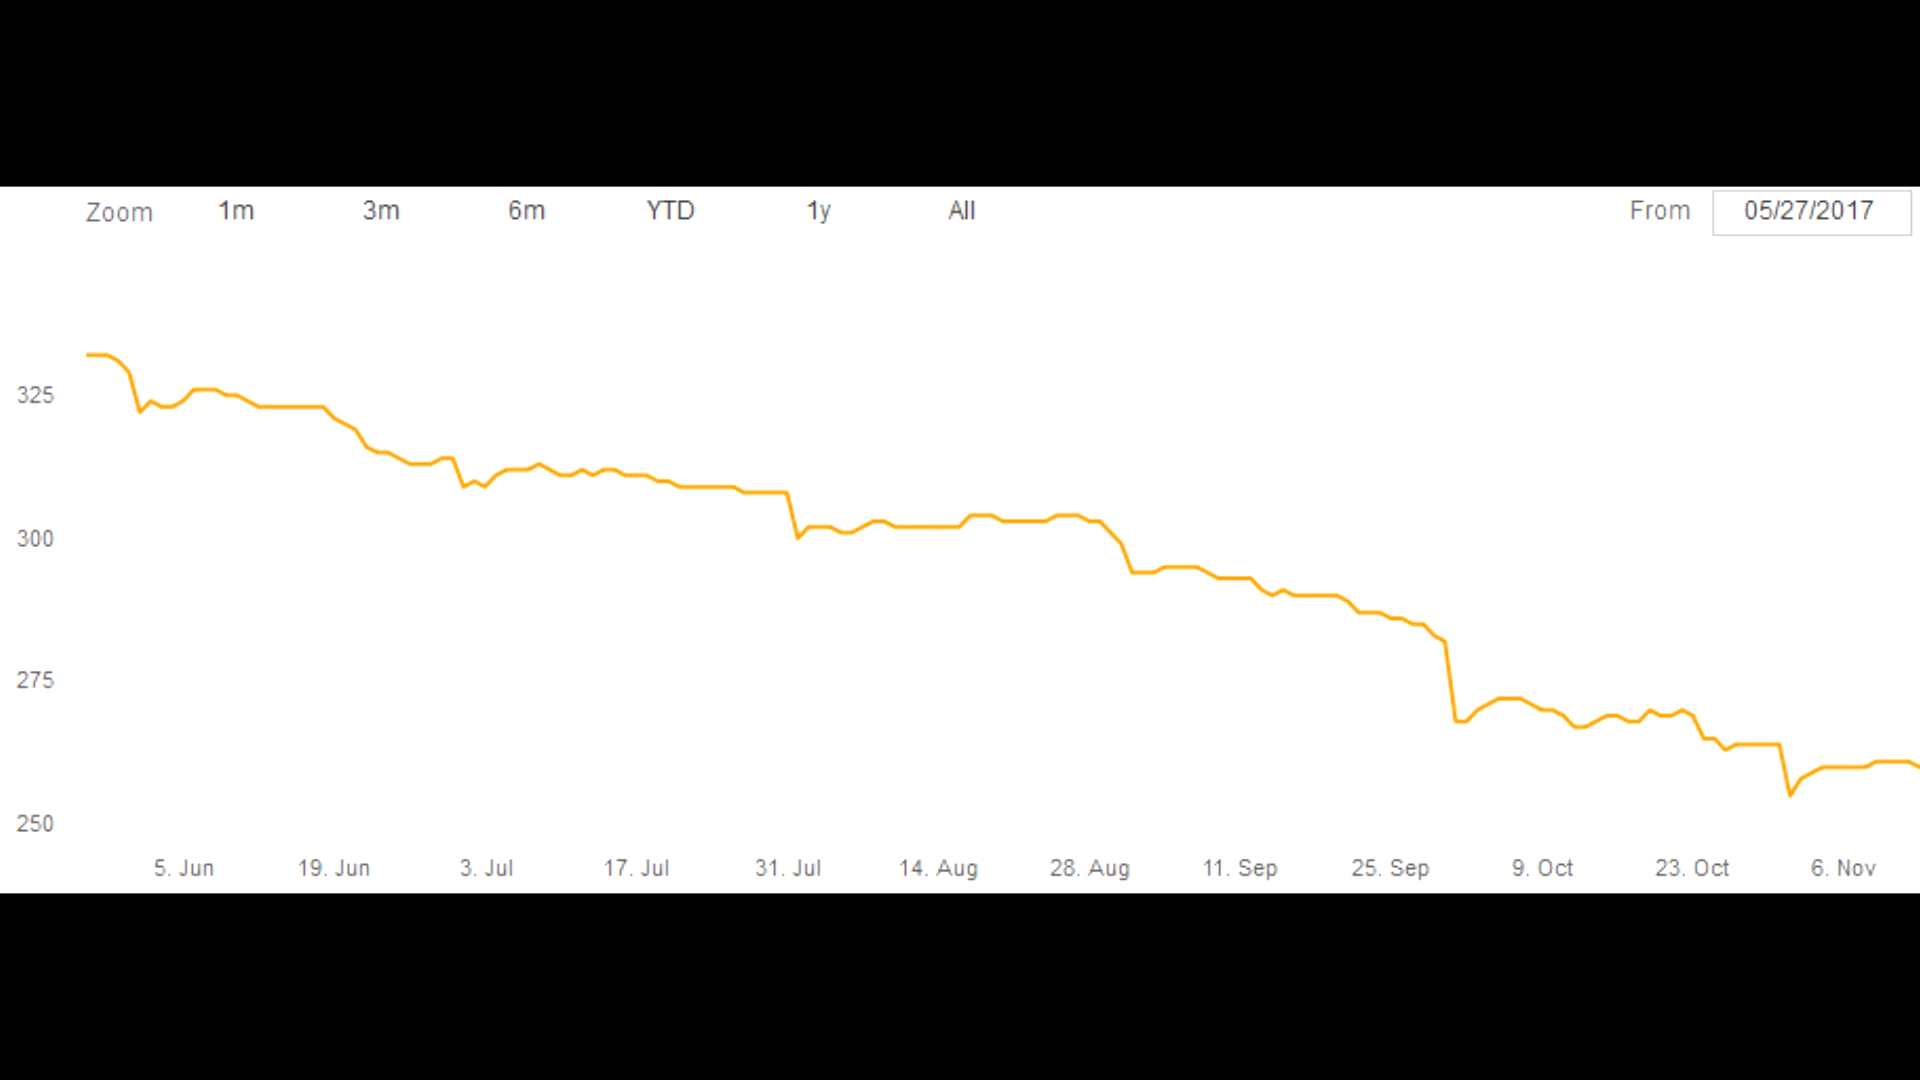 Zoom 1m 3m 6m YTD 1y All From 05/27/2017
325
300
275
250
5. Jun 19. Jun 3. Jul 17. Jul 31. Jul 14. Aug 28. Aug 11. Sep 25. Sep 9. Oct 23. Oct 6. Nov